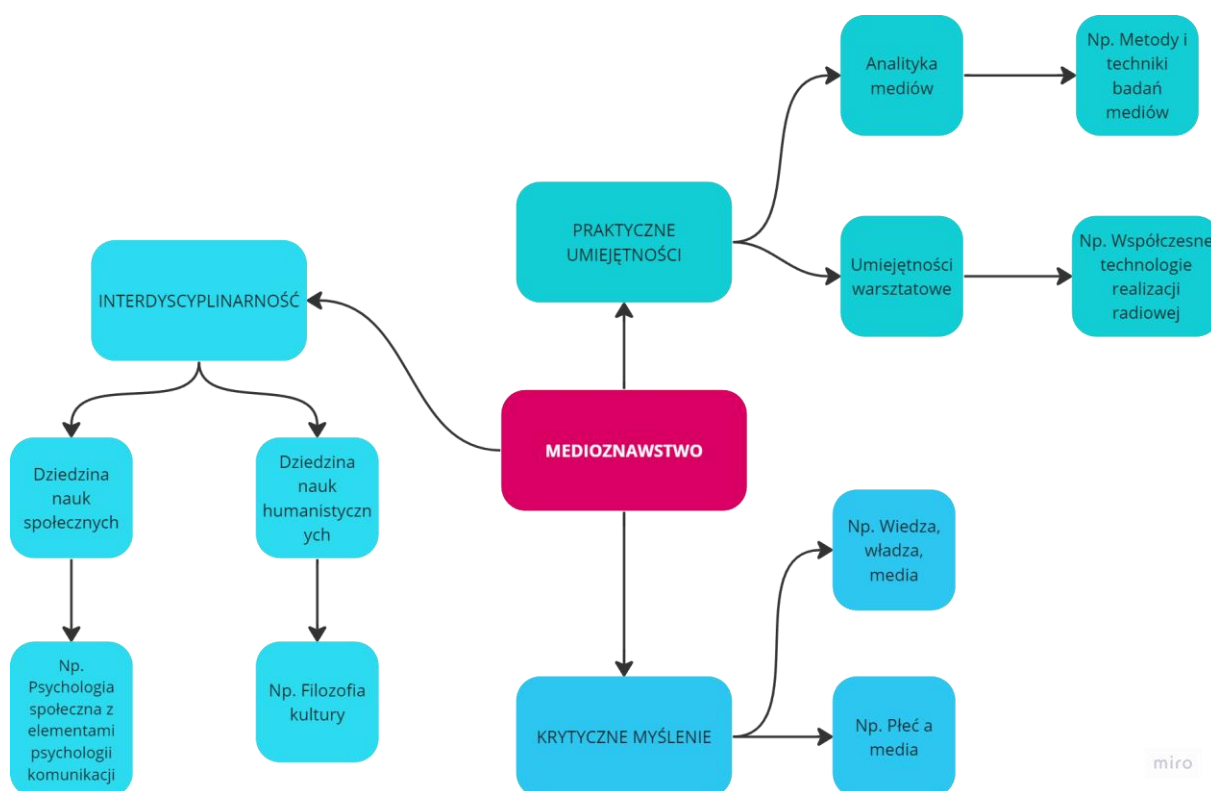 Analityka
mediów
Np. Metody i
techniki
badań
mediów
PRAKTYCZNE
UMIEJĘTNOŚCI
Umiejętności
warsztatowe
Np. Współczesne
technologie
realizacji
radiowej
INTERDYSCYPLINARNOŚĆ
MEDIOZNAWSTWO
Dziedzina
nauk
społecznych
Dziedzina
nauk
humanistyczn
ych
Np.
Psychologia
społeczna z
elementami
psychologii
komunikacji
Np. Filozofia
kultury
Np. Wiedza,
władza,
media
KRYTYCZNE MYŚLENIE
Np. Płeć a
media
miro